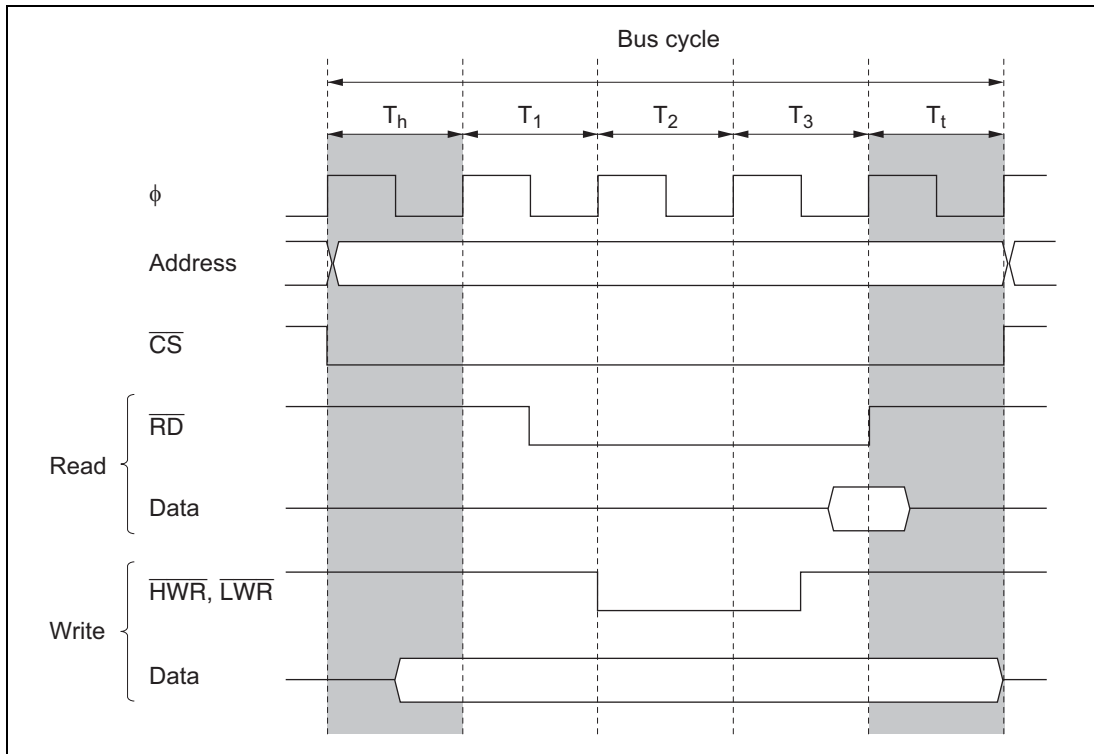 Bus cycle
Th T1 T2 T3 Tt
ϕ
Address
CS
RD
Read
Data
HWR, LWR
Write
Data